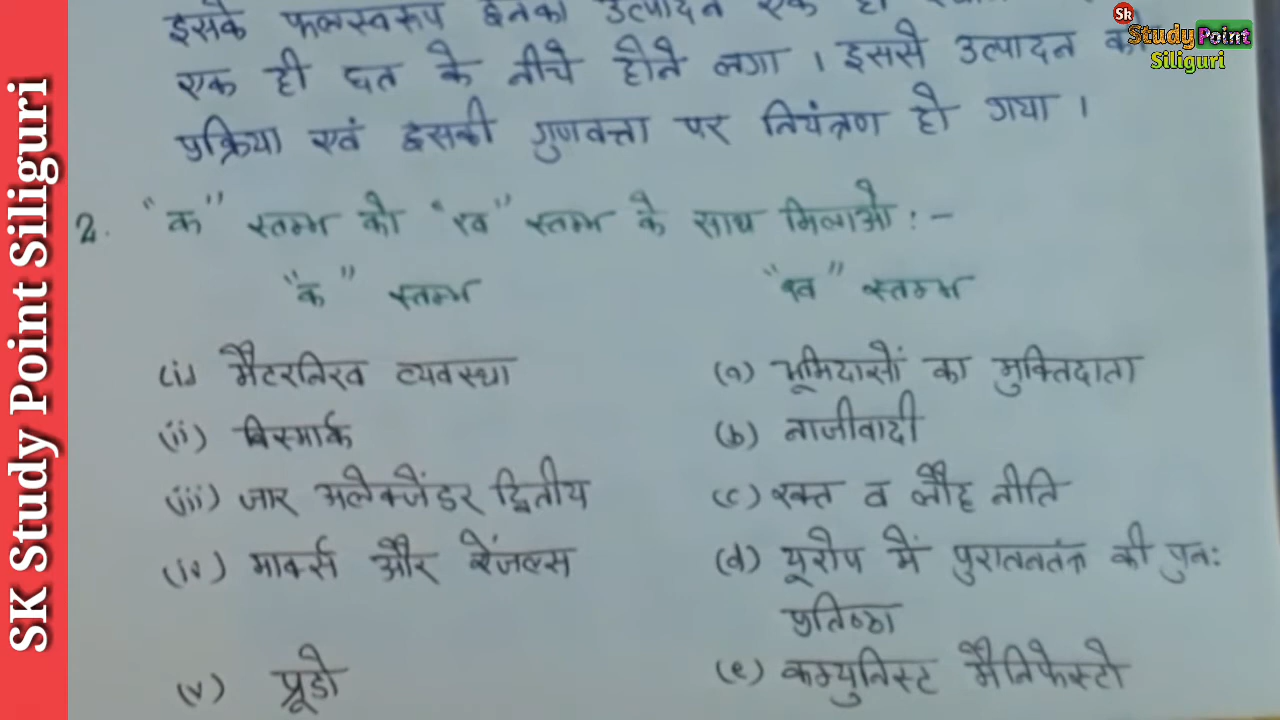 SK Study Point Siliguri
Sk
Study Point
Siliguri
इसके फलस्वरूप इनका उत्पादन एक ही
एक ही छत के नीचे होने लगा । इससे उत्पादन
प्रक्रिया एवं इसकी गुणवत्ता पर नियंत्रण हो गया ।
2. "क" स्तम्भ को "ख" स्तम्भ के साथ मिलाओ : -
"क" स्तम्भ "ख" स्तम्भ
(i) मैटरनिख व्यवस्था (a) भूमिदासों का मुक्तिदाता
(ii) बिस्मार्क (b) नाजीवादी
(iii) जार अलेक्जेंडर द्वितीय (c) रक्त व लौह नीति
(iv) मार्क्स और ऐंजल्स (d) यूरोप में पुरातनतंत्र की पुनः
प्रतिष्ठा
(v) प्रूडो (e) कम्युनिस्ट मैनिफेस्टो